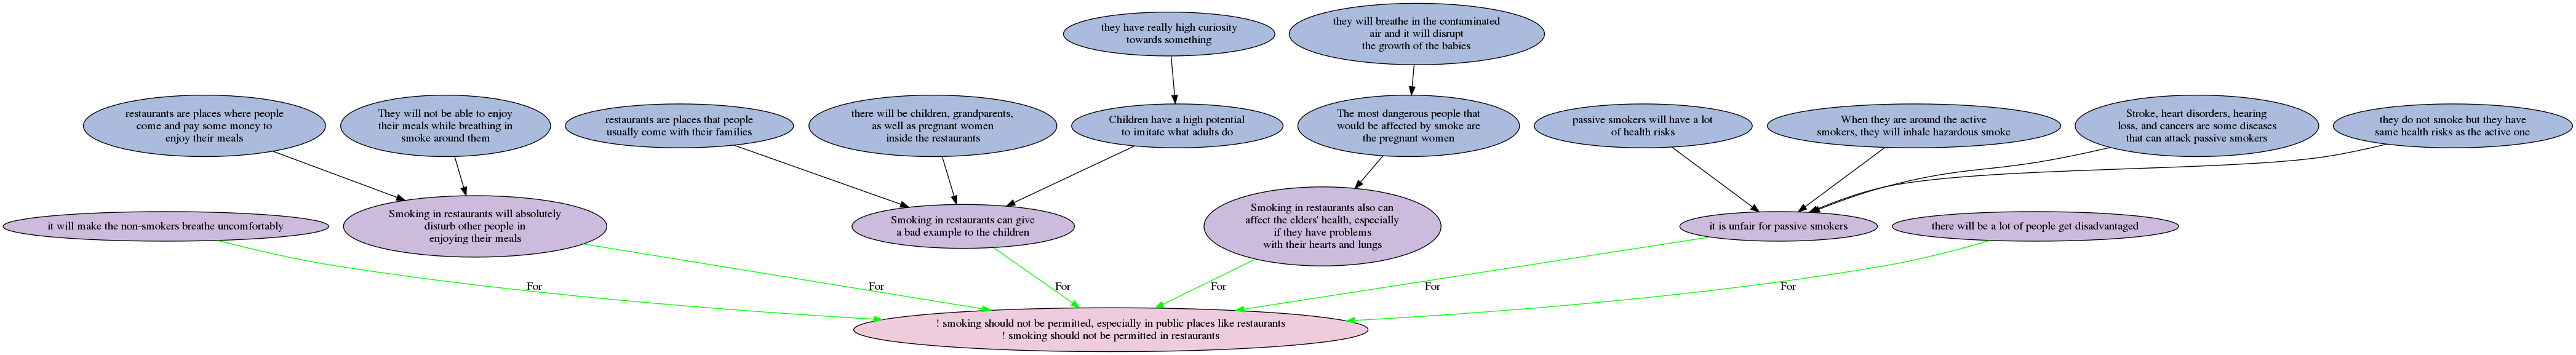 they have really high curiosity
towards something
they will breathe in the contaminated
air and it will disrupt
the growth of the babies
restaurants are places where people
come and pay some money to
enjoy their meals
They will not be able to enjoy
their meals while breathing in
smoke around them
restaurants are places that people
usually come with their families
there will be children, grandparents,
as well as pregnant women
inside the restaurants
Children have a high potential
to imitate what adults do
The most dangerous people that
would be affected by smoke are
the pregnant women
passive smokers will have a lot
of health risks
When they are around the active
smokers, they will inhale hazardous smoke
Stroke, heart disorders, hearing
loss, and cancers are some diseases
that can attack passive smokers
they do not smoke but they have
same health risks as the active one
it will make the non-smokers breathe uncomfortably
Smoking in restaurants will absolutely
disturb other people in
enjoying their meals
Smoking in restaurants can give
a bad example to the children
Smoking in restaurants also can
affect the elders' health, especially
if they have problems
with their hearts and lungs
it is unfair for passive smokers
there will be a lot of people get disadvantaged
For
For
For
For
For
For
! smoking should not be permitted, especially in public places like restaurants
! smoking should not be permitted in restaurants